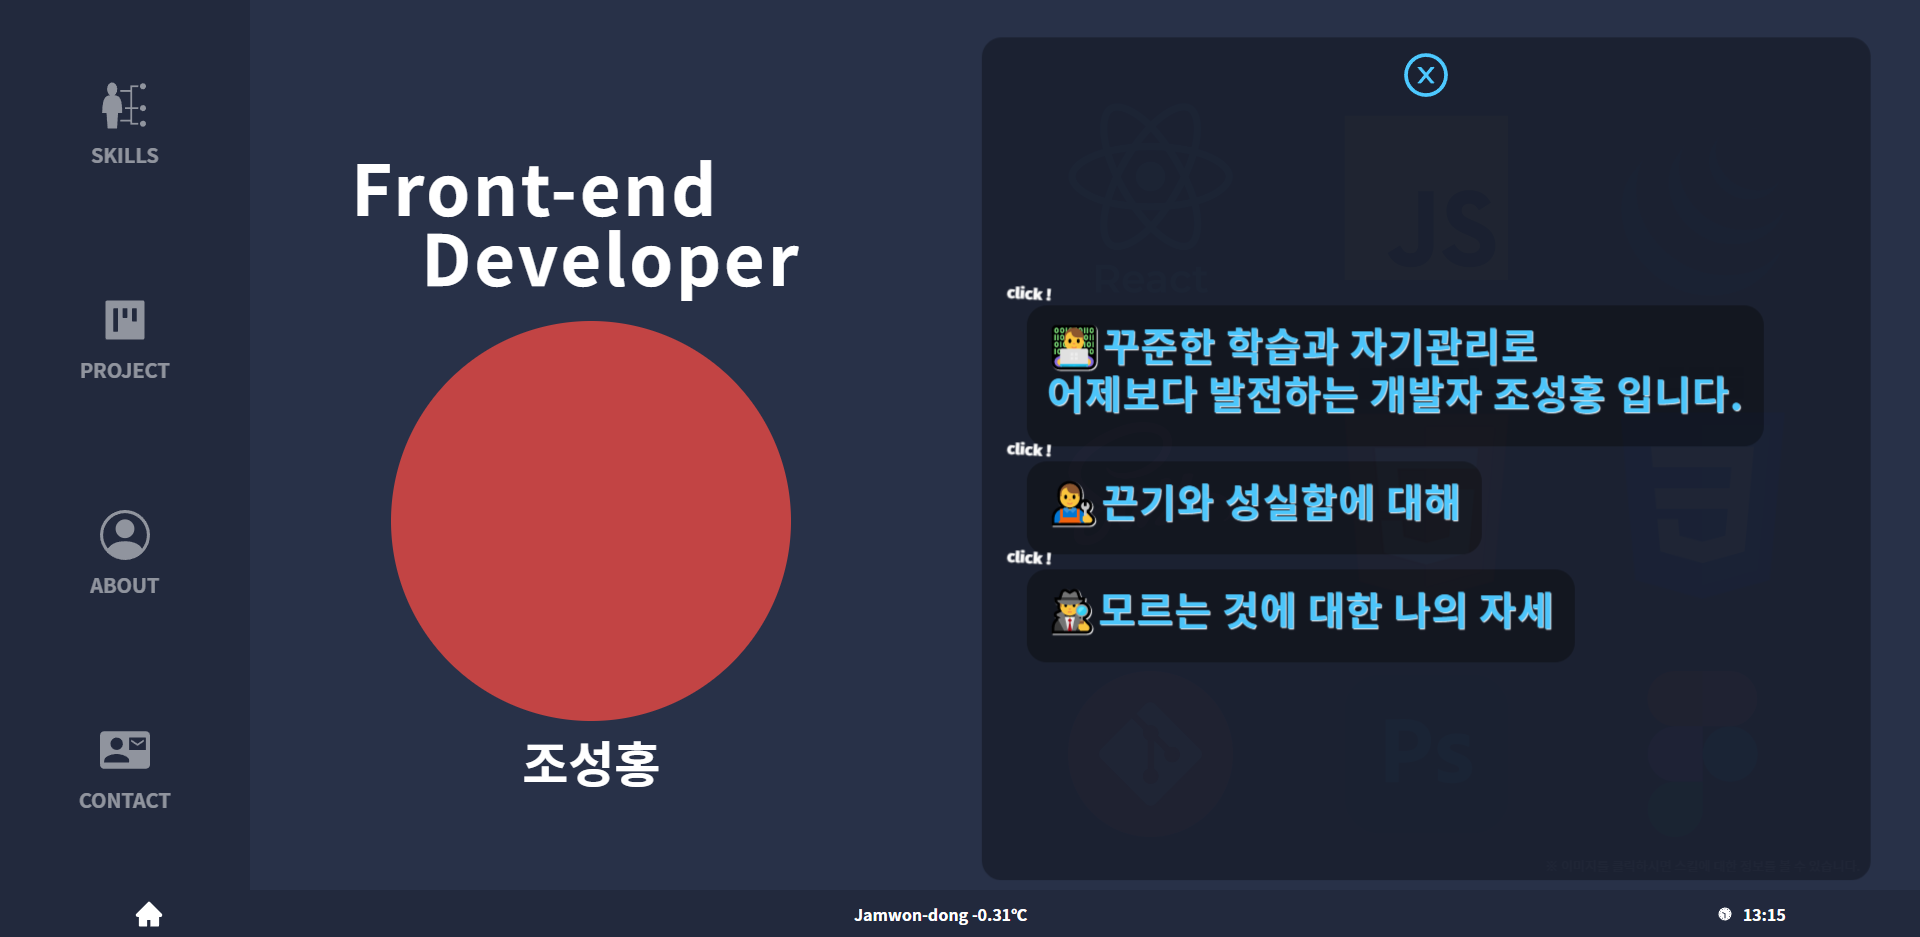 SKILLS
PROJECT
ABOUT
CONTACT
Front-end
Developer
조성홍
X
React
JS
click !
꾸준한 학습과 자기관리로
어제보다 발전하는 개발자 조성홍 입니다.
click !
끈기와 성실함에 대해
click !
모르는 것에 대한 나의 자세
Ps
Jamwon-dong -0.31℃
13:15